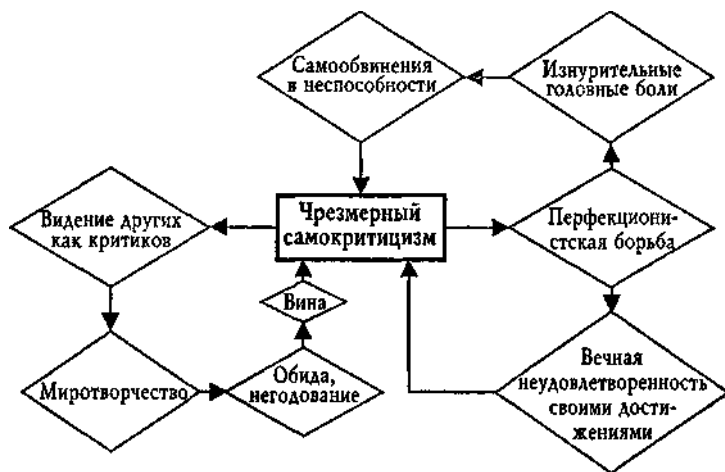 Самообвинения
в неспособности
Изнурительные
головные боли
Видение других
как критиков
Чрезмерный
самокритицизм
Перфекциони-
стская борьба
Вина
Миротворчество
Обида,
негодование
Вечная
неудовлетворенность
своими дости-
жениями